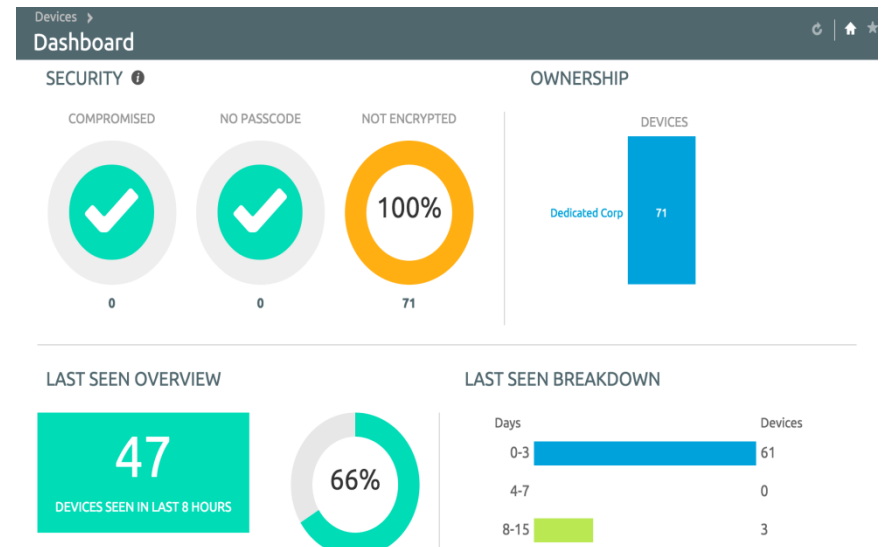 Devices >
Dashboard
SECURITY i
COMPROMISED
NO PASSCODE
NOT ENCRYPTED
100%
0
0
71
OWNERSHIP
DEVICES
Dedicated Corp 71
LAST SEEN OVERVIEW
47
DEVICES SEEN IN LAST 8 HOURS
66%
LAST SEEN BREAKDOWN
Days Devices
0-3 61
4-7 0
8-15 3